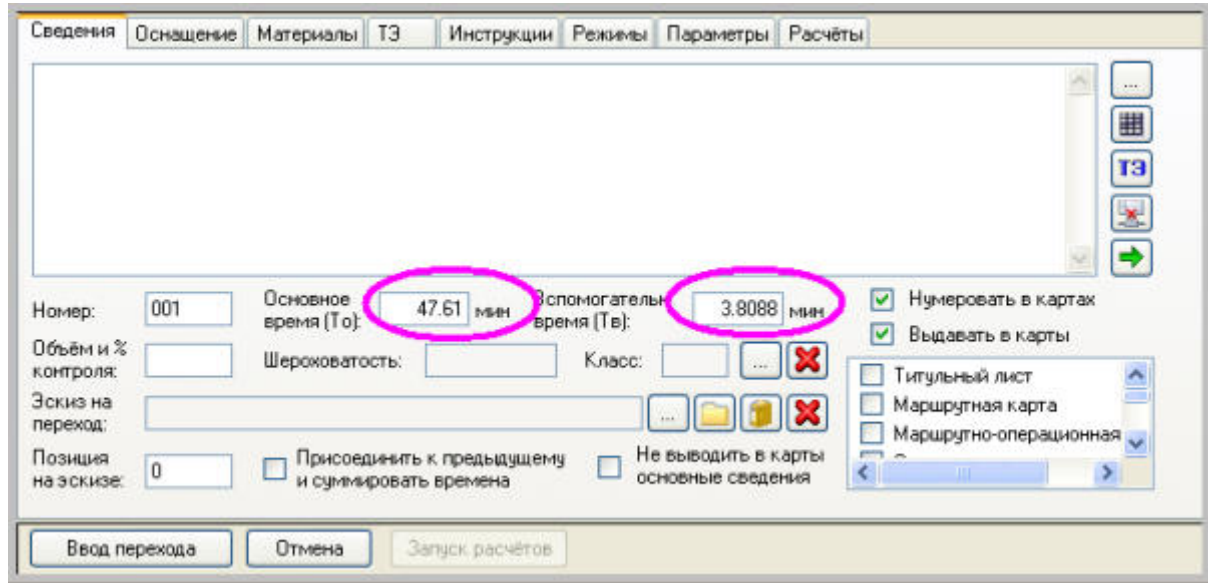 Сведения Оснащение Материалы ТЭ Инструкции Режимы Параметры Расчёты
...
ТЭ
Номер: 001 Основное время (То): 47.61 мин Вспомогательн время (Тв): 3.8088 мин
Нумеровать в картах
Выдавать в карты
Объём и % контроля: Шероховатость: Класс: ...
Титульный лист
Маршрутная карта
Маршрутно-операционная
Эскиз на переход: ...
Позиция на эскизе: 0
Присоединить к предыдущему
и суммировать времена
Не выводить в карты
основные сведения
Ввод перехода Отмена Запуск расчётов